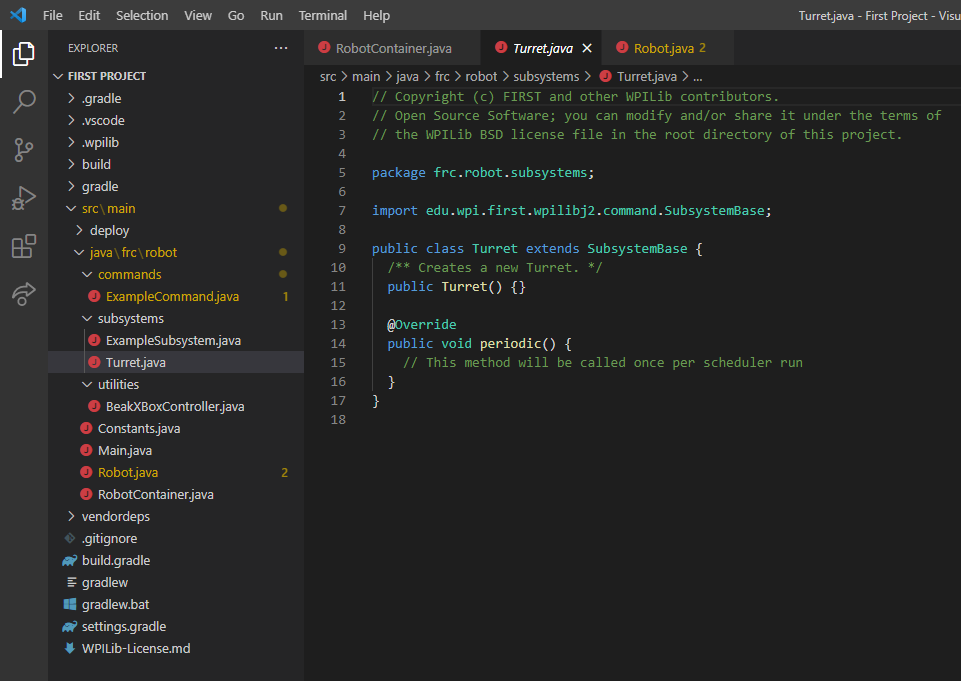 File Edit Selection View Go Run Terminal Help
Turret.java - First Project - Visu
EXPLORER
FIRST PROJECT
.gradle
.vscode
.wpilib
build
gradle
src\main
deploy
java\frc\robot
commands
ExampleCommand.java 1
subsystems
ExampleSubsystem.java
Turret.java
utilities
BeakXBoxController.java
Constants.java
Main.java
Robot.java 2
RobotContainer.java
vendordeps
.gitignore
build.gradle
gradlew
gradlew.bat
settings.gradle
WPILib-License.md
RobotContainer.java Turret.java Robot.java 2
src > main > java > frc > robot > subsystems > Turret.java > ...
1 // Copyright (c) FIRST and other WPILib contributors.
2 // Open Source Software; you can modify and/or share it under the terms of
3 // the WPILib BSD license file in the root directory of this project.
4
5 package frc.robot.subsystems;
6
7 import edu.wpi.first.wpilibj2.command.SubsystemBase;
8
9 public class Turret extends SubsystemBase {
10   /** Creates a new Turret. */
11   public Turret() {}
12
13   @Override
14   public void periodic() {
15     // This method will be called once per scheduler run
16   }
17 }
18